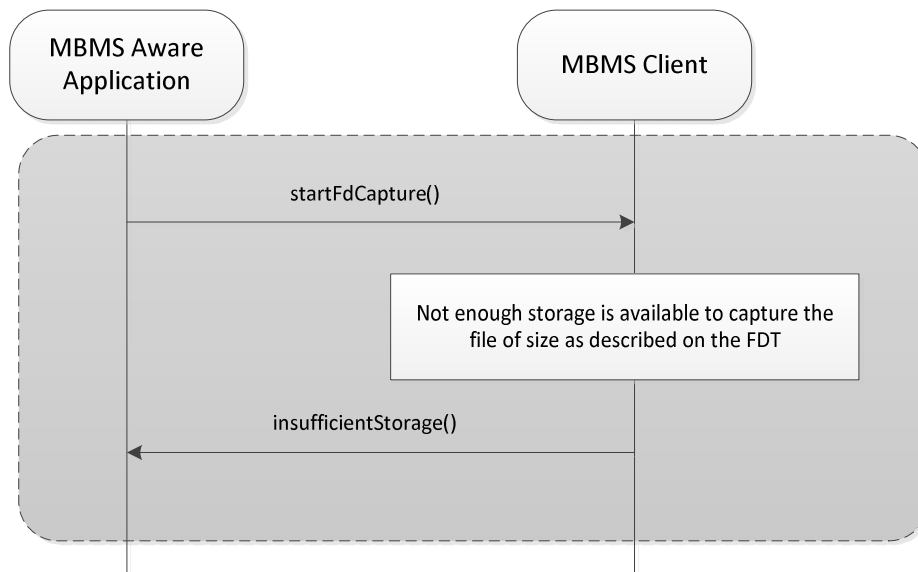 MBMS Aware
Application
MBMS Client
startFdCapture()
Not enough storage is available to capture the
file of size as described on the FDT
insufficientStorage()